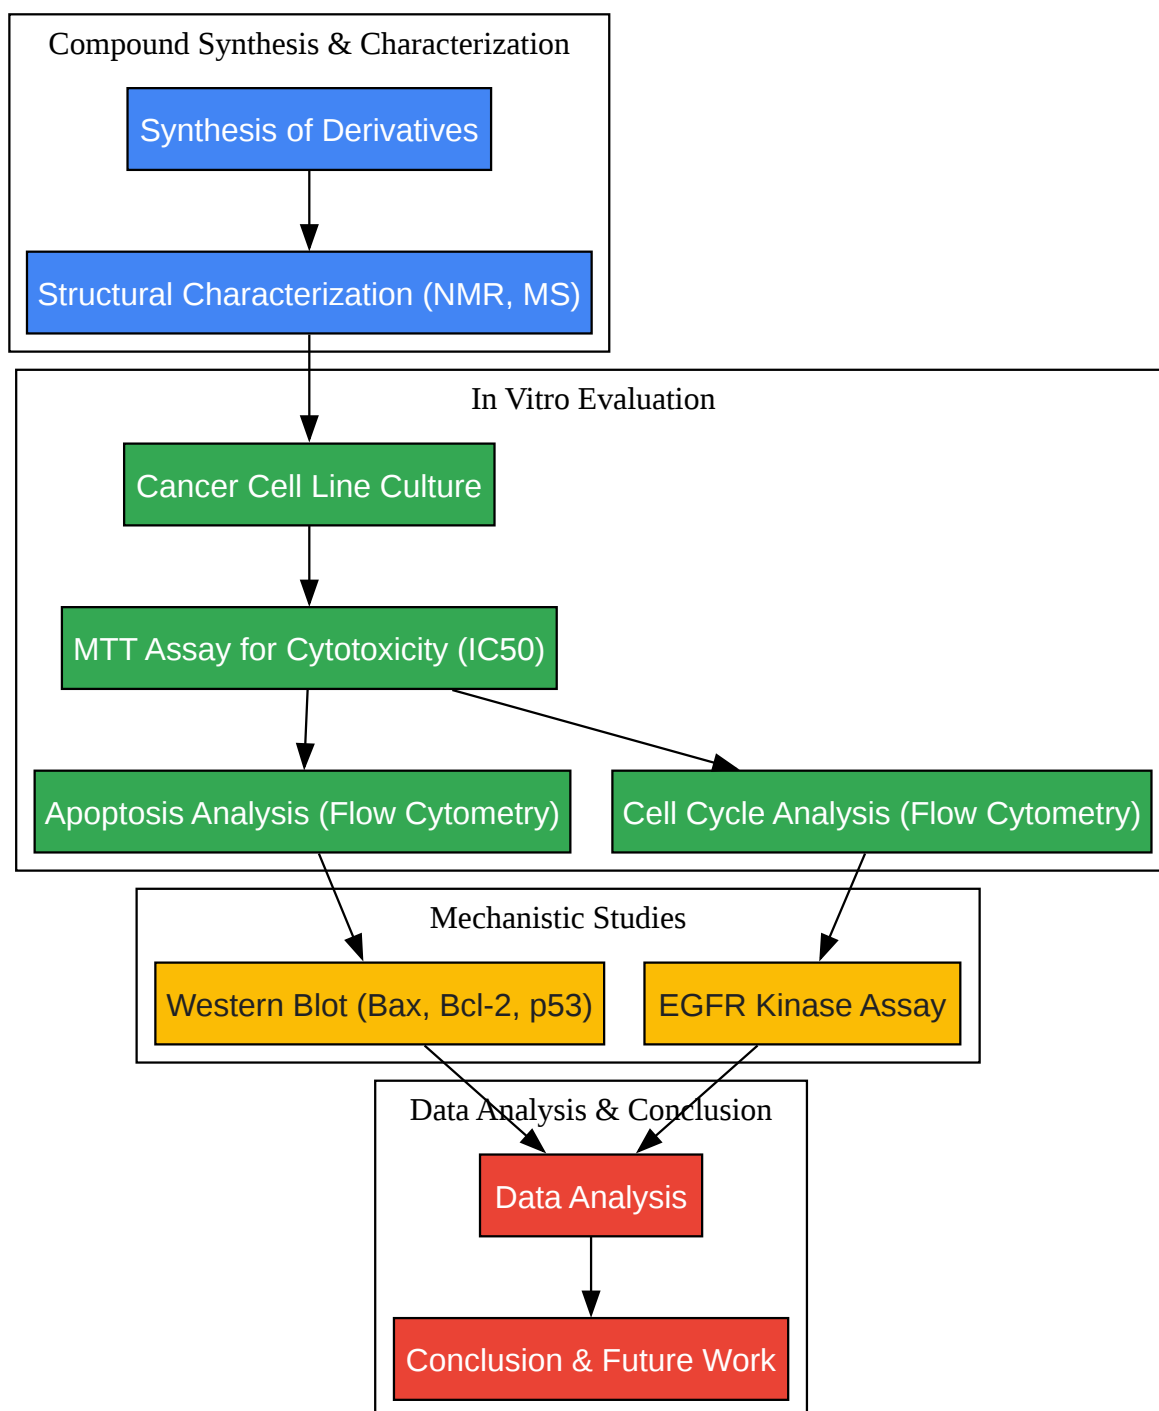 Compound Synthesis & Characterization
Synthesis of Derivatives
Structural Characterization (NMR, MS)
In Vitro Evaluation
Cancer Cell Line Culture
MTT Assay for Cytotoxicity (IC50)
Apoptosis Analysis (Flow Cytometry)
Cell Cycle Analysis (Flow Cytometry)
Mechanistic Studies
Western Blot (Bax, Bcl-2, p53)
EGFR Kinase Assay
Data Analysis & Conclusion
Data Analysis
Conclusion & Future Work